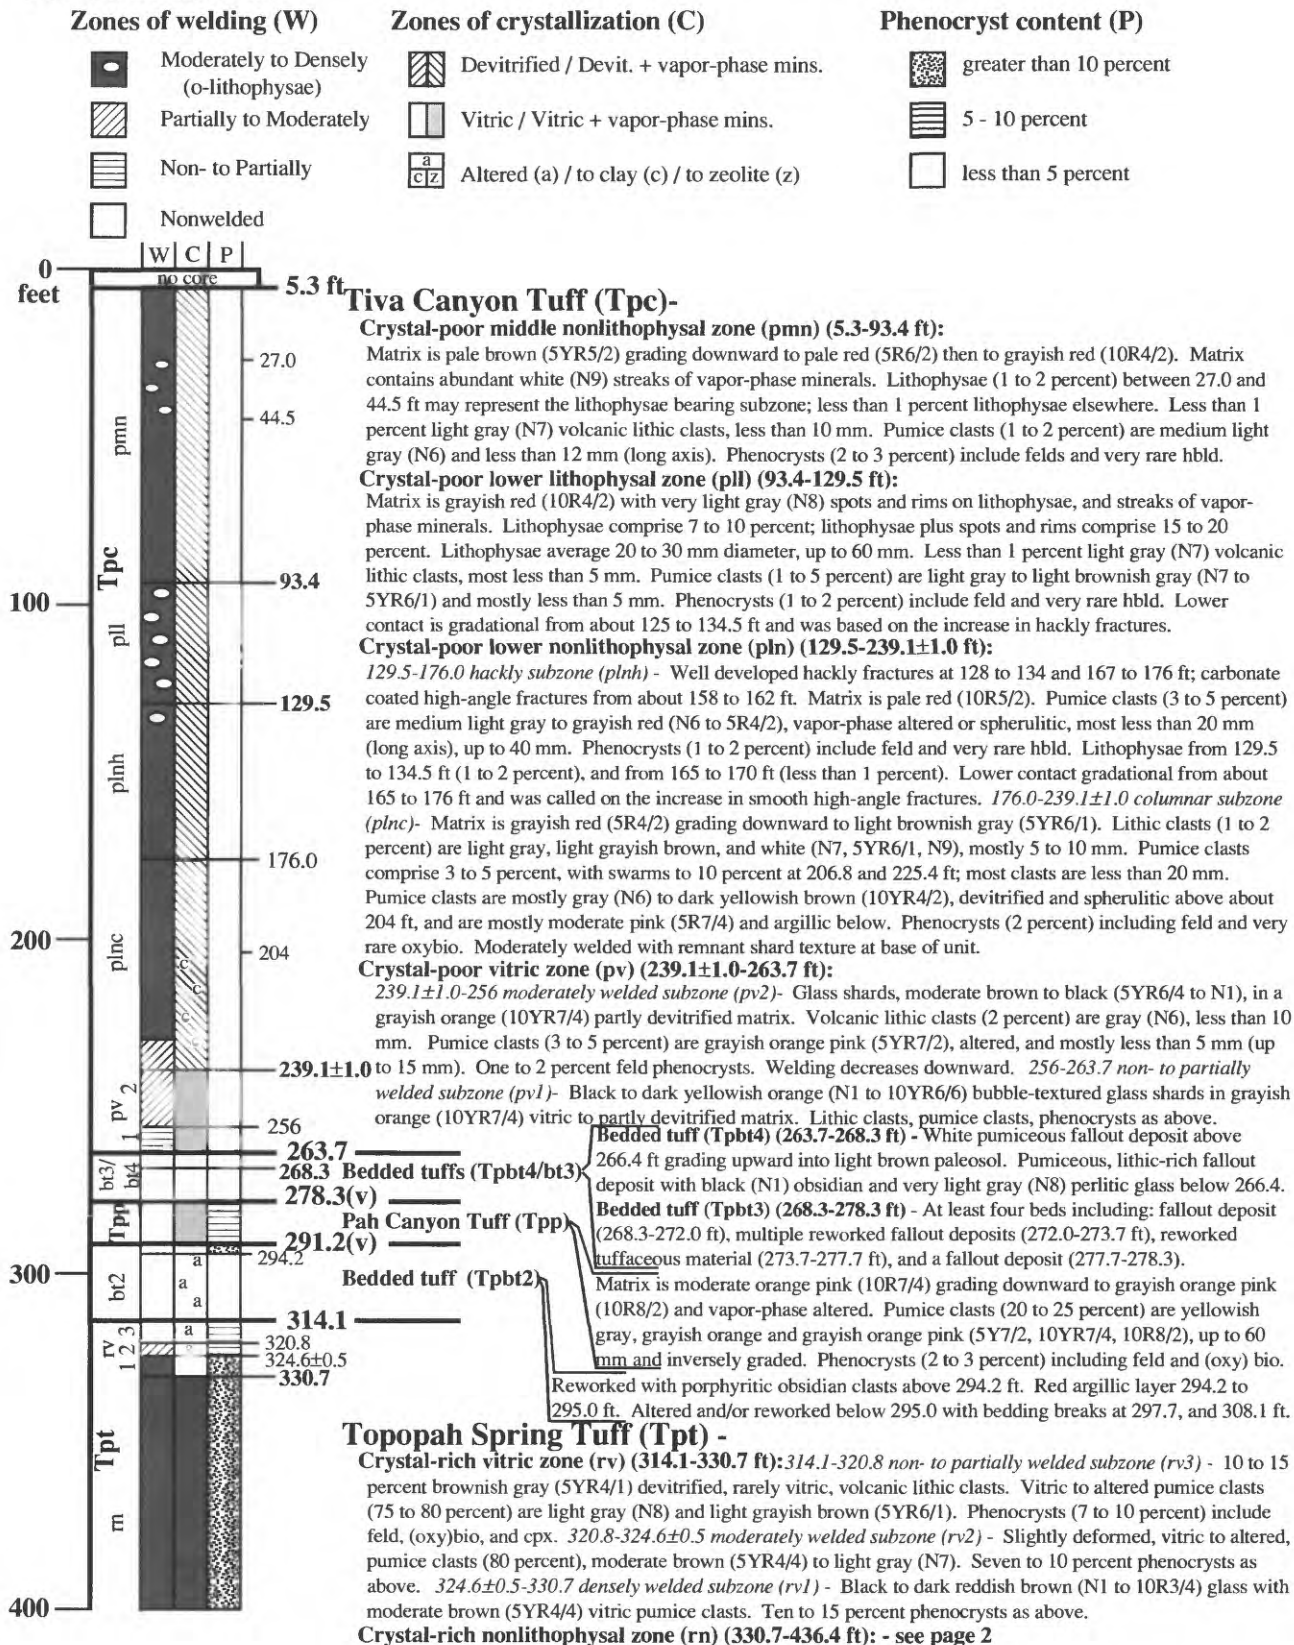 Zones of welding (W)
Moderately to Densely
(o-lithophysae)
Partially to Moderately
Non- to Partially
Nonwelded
Zones of crystallization (C)
Devitrified / Devit. + vapor-phase mins.
Vitric / Vitric + vapor-phase mins.
a
c z
Altered (a) / to clay (c) / to zeolite (z)
Phenocryst content (P)
greater than 10 percent
5 - 10 percent
less than 5 percent
W C P
0
feet
no core
5.3 ft
27.0
44.5
pmn
Tpc
93.4
100
pll
129.5
plnh
176.0
200
plnc
204
c
c
c
c
239.1±1.0
pv
2
256
1
263.7
bt3/
bt4
268.3
278.3(v)
Tpp
291.2(v)
294.2
300
bt2
a
a
a
314.1
a
rv
1 2 3
320.8
324.6±0.5
330.7
Tpt
rn
400
Tiva Canyon Tuff (Tpc)-
Crystal-poor middle nonlithophysal zone (pmn) (5.3-93.4 ft):
Matrix is pale brown (5YR5/2) grading downward to pale red (5R6/2) then to grayish red (10R4/2). Matrix
contains abundant white (N9) streaks of vapor-phase minerals. Lithophysae (1 to 2 percent) between 27.0 and
44.5 ft may represent the lithophysae bearing subzone; less than 1 percent lithophysae elsewhere. Less than 1
percent light gray (N7) volcanic lithic clasts, less than 10 mm. Pumice clasts (1 to 2 percent) are medium light
gray (N6) and less than 12 mm (long axis). Phenocrysts (2 to 3 percent) include felds and very rare hbld.
Crystal-poor lower lithophysal zone (pll) (93.4-129.5 ft):
Matrix is grayish red (10R4/2) with very light gray (N8) spots and rims on lithophysae, and streaks of vapor-
phase minerals. Lithophysae comprise 7 to 10 percent; lithophysae plus spots and rims comprise 15 to 20
percent. Lithophysae average 20 to 30 mm diameter, up to 60 mm. Less than 1 percent light gray (N7) volcanic
lithic clasts, most less than 5 mm. Pumice clasts (1 to 5 percent) are light gray to light brownish gray (N7 to
5YR6/1) and mostly less than 5 mm. Phenocrysts (1 to 2 percent) include feld and very rare hbld. Lower
contact is gradational from about 125 to 134.5 ft and was based on the increase in hackly fractures.
Crystal-poor lower nonlithophysal zone (pln) (129.5-239.1±1.0 ft):
129.5-176.0 hackly subzone (plnh) - Well developed hackly fractures at 128 to 134 and 167 to 176 ft; carbonate
coated high-angle fractures from about 158 to 162 ft. Matrix is pale red (10R5/2). Pumice clasts (3 to 5 percent)
are medium light gray to grayish red (N6 to 5R4/2), vapor-phase altered or spherulitic, most less than 20 mm
(long axis), up to 40 mm. Phenocrysts (1 to 2 percent) include feld and very rare hbld. Lithophysae from 129.5
to 134.5 ft (1 to 2 percent), and from 165 to 170 ft (less than 1 percent). Lower contact gradational from about
165 to 176 ft and was called on the increase in smooth high-angle fractures. 176.0-239.1±1.0 columnar subzone
(plnc)- Matrix is grayish red (5R4/2) grading downward to light brownish gray (5YR6/1). Lithic clasts (1 to 2
percent) are light gray, light grayish brown, and white (N7, 5YR6/1, N9), mostly 5 to 10 mm. Pumice clasts
comprise 3 to 5 percent, with swarms to 10 percent at 206.8 and 225.4 ft; most clasts are less than 20 mm.
Pumice clasts are mostly gray (N6) to dark yellowish brown (10YR4/2), devitrified and spherulitic above about
204 ft, and are mostly moderate pink (5R7/4) and argillic below. Phenocrysts (2 percent) including feld and very
rare oxybio. Moderately welded with remnant shard texture at base of unit.
Crystal-poor vitric zone (pv) (239.1±1.0-263.7 ft):
239.1±1.0-256 moderately welded subzone (pv2)- Glass shards, moderate brown to black (5YR6/4 to N1), in a
grayish orange (10YR7/4) partly devitrified matrix. Volcanic lithic clasts (2 percent) are gray (N6), less than 10
mm. Pumice clasts (3 to 5 percent) are grayish orange pink (5YR7/2), altered, and mostly less than 5 mm (up
to 15 mm). One to 2 percent feld phenocrysts. Welding decreases downward. 256-263.7 non- to partially
welded subzone (pv1)- Black to dark yellowish orange (N1 to 10YR6/6) bubble-textured glass shards in grayish
orange (10YR7/4) vitric to partly devitrified matrix. Lithic clasts, pumice clasts, phenocrysts as above.
Bedded tuffs (Tpbt4/bt3)
Bedded tuff (Tpbt4) (263.7-268.3 ft) - White pumiceous fallout deposit above
266.4 ft grading upward into light brown paleosol. Pumiceous, lithic-rich fallout
deposit with black (N1) obsidian and very light gray (N8) perlitic glass below 266.4.
Bedded tuff (Tpbt3) (268.3-278.3 ft) - At least four beds including: fallout deposit
(268.3-272.0 ft), multiple reworked fallout deposits (272.0-273.7 ft), reworked
tuffaceous material (273.7-277.7 ft), and a fallout deposit (277.7-278.3).
Pah Canyon Tuff (Tpp)
Matrix is moderate orange pink (10R7/4) grading downward to grayish orange pink
(10R8/2) and vapor-phase altered. Pumice clasts (20 to 25 percent) are yellowish
gray, grayish orange and grayish orange pink (5Y7/2, 10YR7/4, 10R8/2), up to 60
mm and inversely graded. Phenocrysts (2 to 3 percent) including feld and (oxy) bio.
Bedded tuff (Tpbt2)
Reworked with porphyritic obsidian clasts above 294.2 ft. Red argillic layer 294.2 to
295.0 ft. Altered and/or reworked below 295.0 with bedding breaks at 297.7, and 308.1 ft.
Topopah Spring Tuff (Tpt) -
Crystal-rich vitric zone (rv) (314.1-330.7 ft): 314.1-320.8 non- to partially welded subzone (rv3) - 10 to 15
percent brownish gray (5YR4/1) devitrified, rarely vitric, volcanic lithic clasts. Vitric to altered pumice clasts
(75 to 80 percent) are light gray (N8) and light grayish brown (5YR6/1). Phenocrysts (7 to 10 percent) include
feld, (oxy)bio, and cpx. 320.8-324.6±0.5 moderately welded subzone (rv2) - Slightly deformed, vitric to altered,
pumice clasts (80 percent), moderate brown (5YR4/4) to light gray (N7). Seven to 10 percent phenocrysts as
above. 324.6±0.5-330.7 densely welded subzone (rv1) - Black to dark reddish brown (N1 to 10R3/4) glass with
moderate brown (5YR4/4) vitric pumice clasts. Ten to 15 percent phenocrysts as above.
Crystal-rich nonlithophysal zone (rn) (330.7-436.4 ft): - see page 2